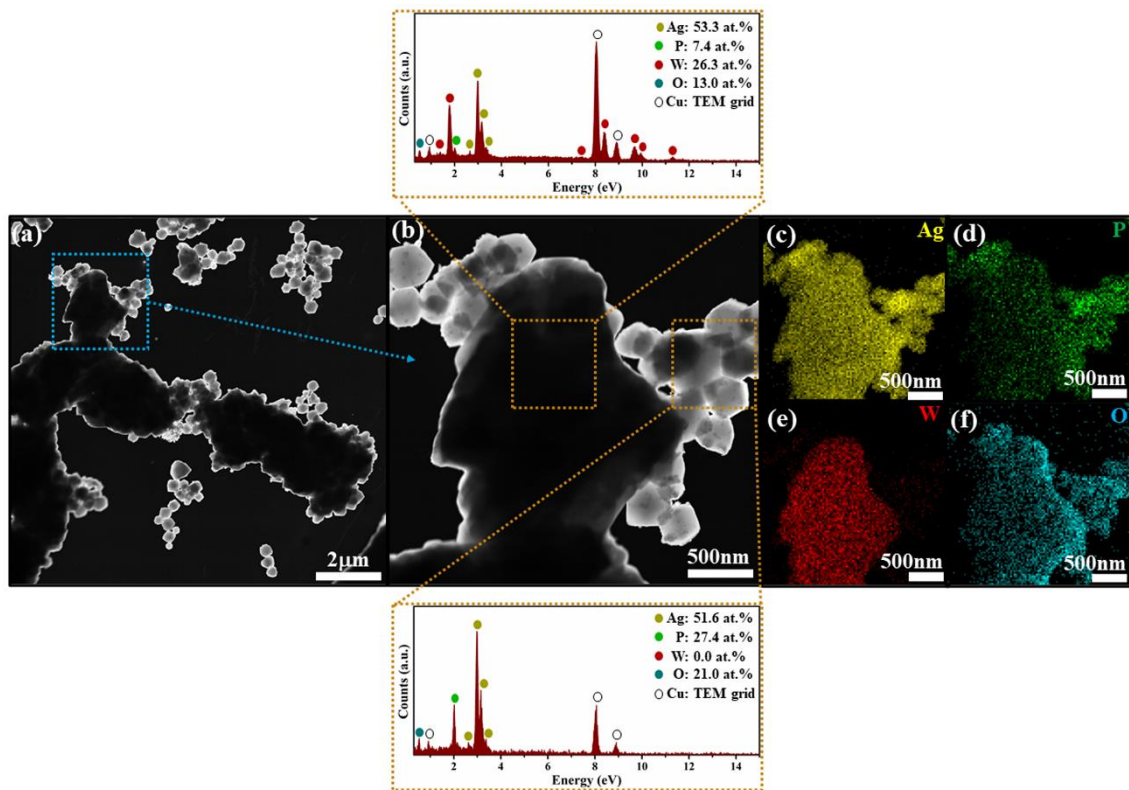 Ag: 53.3 at.%
P: 7.4 at.%
W: 26.3 at.%
O: 13.0 at.%
Cu: TEM grid
Counts (a.u.)
2 4 6 8 10 12 14
Energy (eV)
(a)
2μm
(b)
500nm
(c)
Ag
500nm
(d)
P
500nm
(e)
W
500nm
(f)
O
500nm
Ag: 51.6 at.%
P: 27.4 at.%
W: 0.0 at.%
O: 21.0 at.%
Cu: TEM grid
Counts (a.u.)
2 4 6 8 10 12 14
Energy (eV)